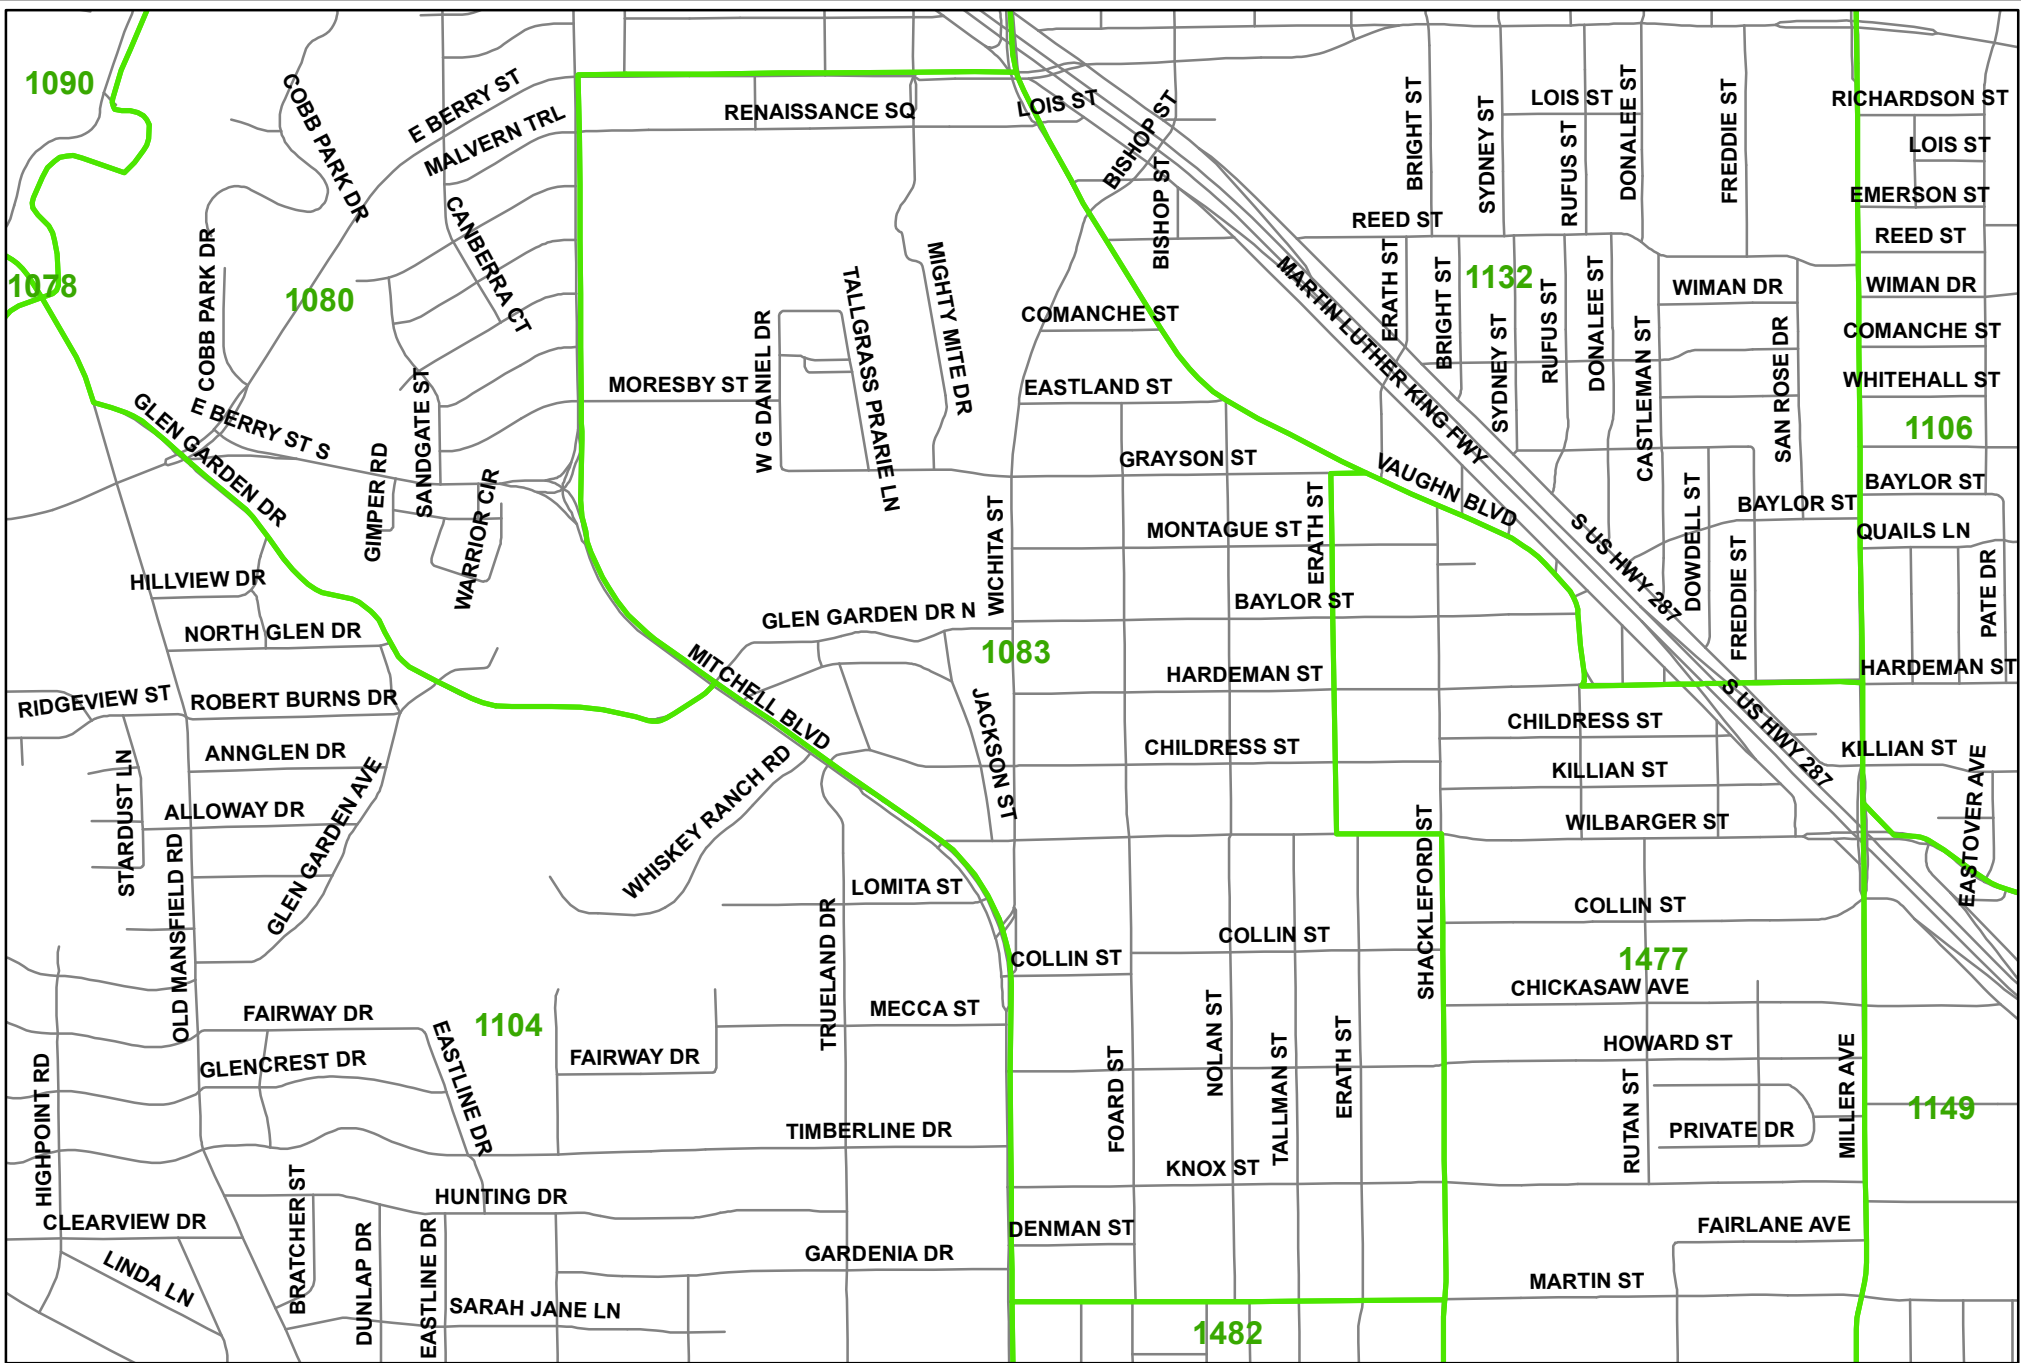 1090
COBB PARK DR
E BERRY ST
MALVERN TRL
RENAISSANCE SQ
LOIS ST
BISHOP ST
BISHOP ST
BRIGHT ST
SYDNEY ST
LOIS ST
RUFUS ST
DONALEE ST
FREDDIE ST
RICHARDSON ST
LOIS ST
EMERSON ST
REED ST
REED ST
1078
COBB PARK DR
1080
CANBERRA CT
TALLGRASS PRARIE LN
MIGHTY MITE DR
COMANCHE ST
MARTIN LUTHER KING FWY
ERATH ST
BRIGHT ST
1132
SYDNEY ST
RUFUS ST
DONALEE ST
CASTLEMAN ST
WIMAN DR
SAN ROSE DR
WIMAN DR
COMANCHE ST
WHITEHALL ST
1106
MORESBY ST
W G DANIEL DR
EASTLAND ST
GLEN GARDEN DR
E BERRY ST S
SANDGATE ST
GIMPER RD
WARRIOR CIR
GRAYSON ST
VAUGHN BLVD
ERATH ST
MONTAGUE ST
WICHITA ST
S US HWY 287
DOWDELL ST
FREDDIE ST
BAYLOR ST
BAYLOR ST
QUAILS LN
PATE DR
HILLVIEW DR
NORTH GLEN DR
GLEN GARDEN DR N
BAYLOR ST
1083
MITCHELL BLVD
HARDEMAN ST
HARDEMAN ST
RIDGEVIEW ST
ROBERT BURNS DR
JACKSON ST
S US HWY 287
CHILDRESS ST
CHILDRESS ST
KILLIAN ST
KILLIAN ST
ANNGLEN DR
STARDUST LN
ALLOWAY DR
GLEN GARDEN AVE
OLD MANSFIELD RD
WHISKEY RANCH RD
WILBARGER ST
EASTOVER AVE
SHACKLEFORD ST
LOMITA ST
TRUELAND DR
COLLIN ST
COLLIN ST
COLLIN ST
1477
CHICKASAW AVE
MECCA ST
FAIRWAY DR
1104
EASTLINE DR
FAIRWAY DR
GLENCREST DR
HIGHPOINT RD
FOARD ST
NOLAN ST
TALLMAN ST
ERATH ST
HOWARD ST
RUTAN ST
PRIVATE DR
MILLER AVE
1149
TIMBERLINE DR
KNOX ST
HUNTING DR
BRATCHER ST
CLEARVIEW DR
DUNLAP DR
EASTLINE DR
DENMAN ST
FAIRLANE AVE
GARDENIA DR
LINDA LN
SARAH JANE LN
MARTIN ST
1482